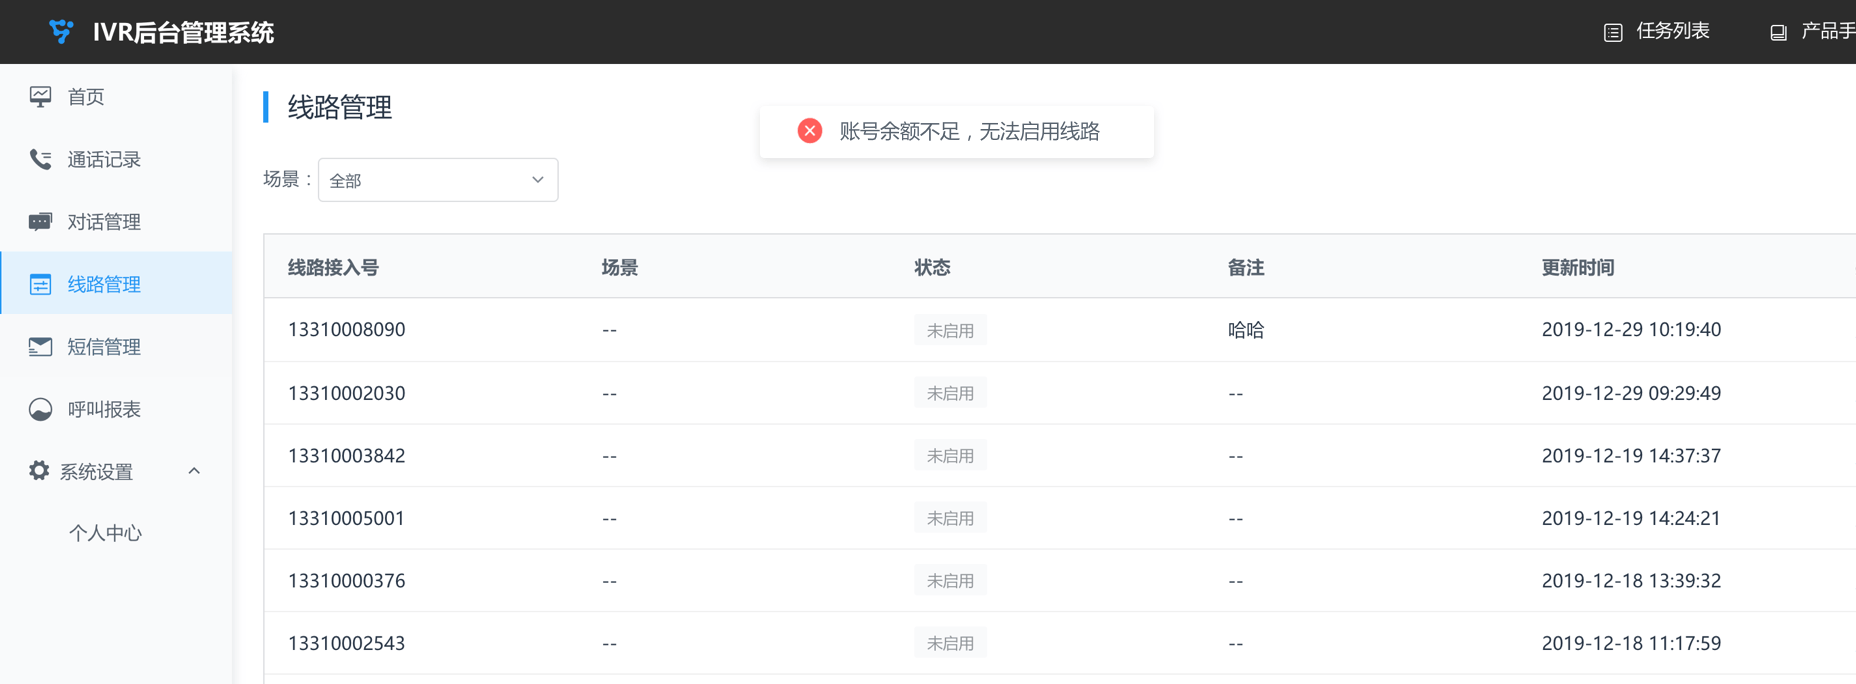 IVR后台管理系统
任务列表
产品手
首页
通话记录
对话管理
线路管理
短信管理
呼叫报表
系统设置
个人中心
线路管理
账号余额不足，无法启用线路
场景： 全部
线路接入号 场景 状态 备注 更新时间
13310008090 -- 未启用 哈哈 2019-12-29 10:19:40
13310002030 -- 未启用 -- 2019-12-29 09:29:49
13310003842 -- 未启用 -- 2019-12-19 14:37:37
13310005001 -- 未启用 -- 2019-12-19 14:24:21
13310000376 -- 未启用 -- 2019-12-18 13:39:32
13310002543 -- 未启用 -- 2019-12-18 11:17:59